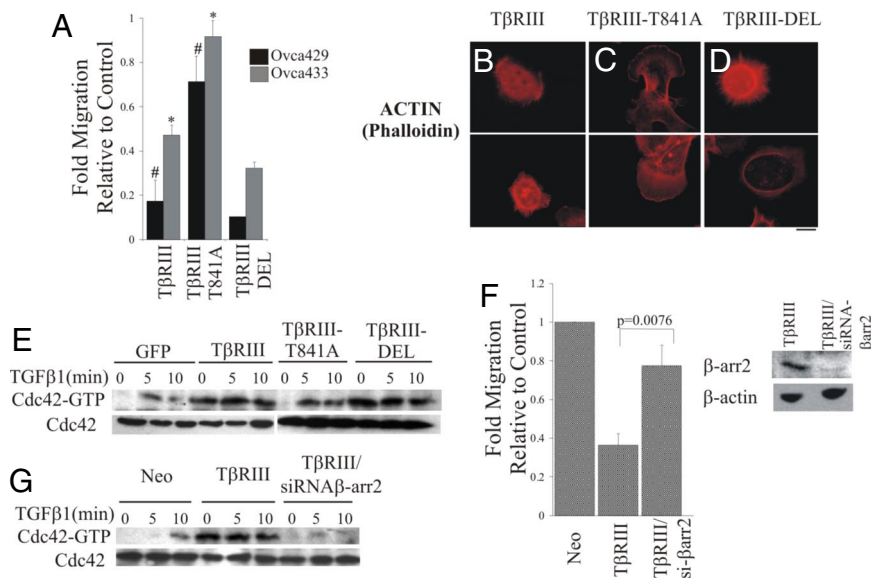 A
Fold Migration
Relative to Control
1
0.8
0.6
0.4
0.2
0
#
*
#
*
Ovca429
Ovca433
TβRIII
TβRIII
T841A
TβRIII
DEL
TβRIII
TβRIII-T841A
TβRIII-DEL
B
C
D
ACTIN
(Phalloidin)
E
GFP
TβRIII
TβRIII-
T841A
TβRIII-
DEL
TGFβ1(min)
0 5 10 0 5 10 0 5 10 0 5 10
Cdc42-GTP
Cdc42
F
Fold Migration
Relative to Control
1.2
1
0.8
0.6
0.4
0.2
0
p=0.0076
Neo
TβRIII
TβRIII/
si-βarr2
TβRIII
TβRIII/
siRNA-
βarr2
β-arr2
β-actin
G
Neo
TβRIII
TβRIII/
siRNAβ-arr2
TGFβ1(min)
0 5 10 0 5 10 0 5 10
Cdc42-GTP
Cdc42